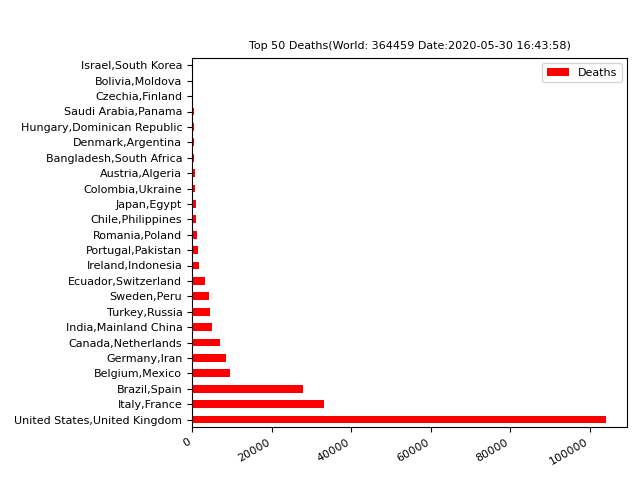 Top 50 Deaths(World: 364459 Date:2020-05-30 16:43:58)
Deaths
Israel,South Korea
Bolivia,Moldova
Czechia,Finland
Saudi Arabia,Panama
Hungary,Dominican Republic
Denmark,Argentina
Bangladesh,South Africa
Austria,Algeria
Colombia,Ukraine
Japan,Egypt
Chile,Philippines
Romania,Poland
Portugal,Pakistan
Ireland,Indonesia
Ecuador,Switzerland
Sweden,Peru
Turkey,Russia
India,Mainland China
Canada,Netherlands
Germany,Iran
Belgium,Mexico
Brazil,Spain
Italy,France
United States,United Kingdom
0 20000 40000 60000 80000 100000